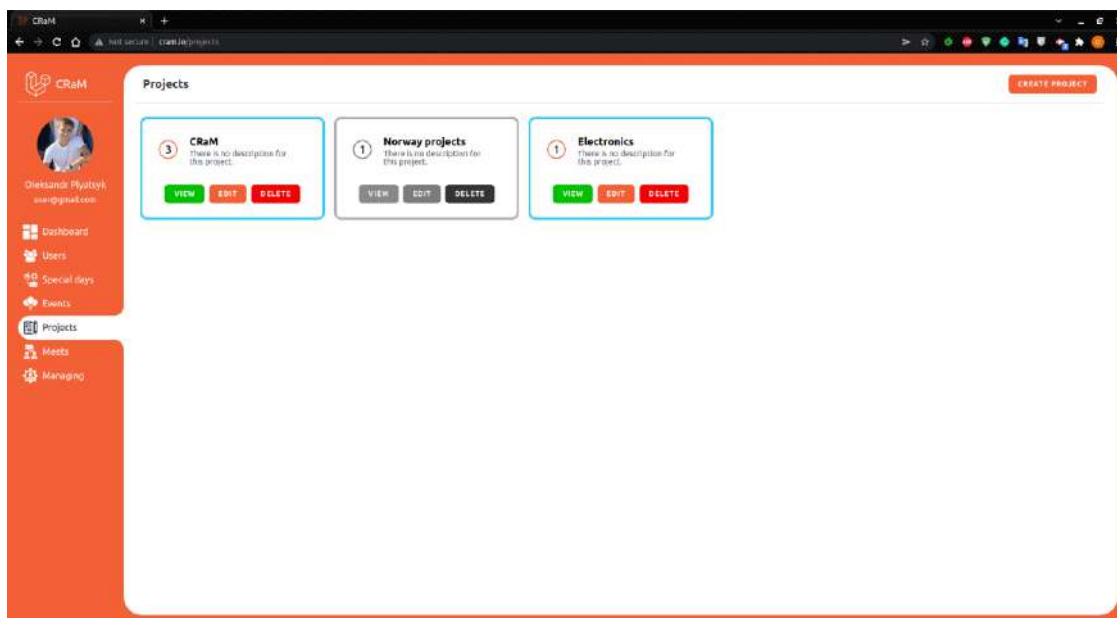 CRaM
Not secure | cram.io/projects
CRaM
Projects
CREATE PROJECT
Oleksandr Plyatsyk
user@gmail.com
Dashboard
Users
Special days
Events
Projects
Meets
Managing
3
CRaM
There is no description for
this project.
VIEW EDIT DELETE
1
Norway projects
There is no description for
this project.
VIEW EDIT DELETE
1
Electronics
There is no description for
this project.
VIEW EDIT DELETE